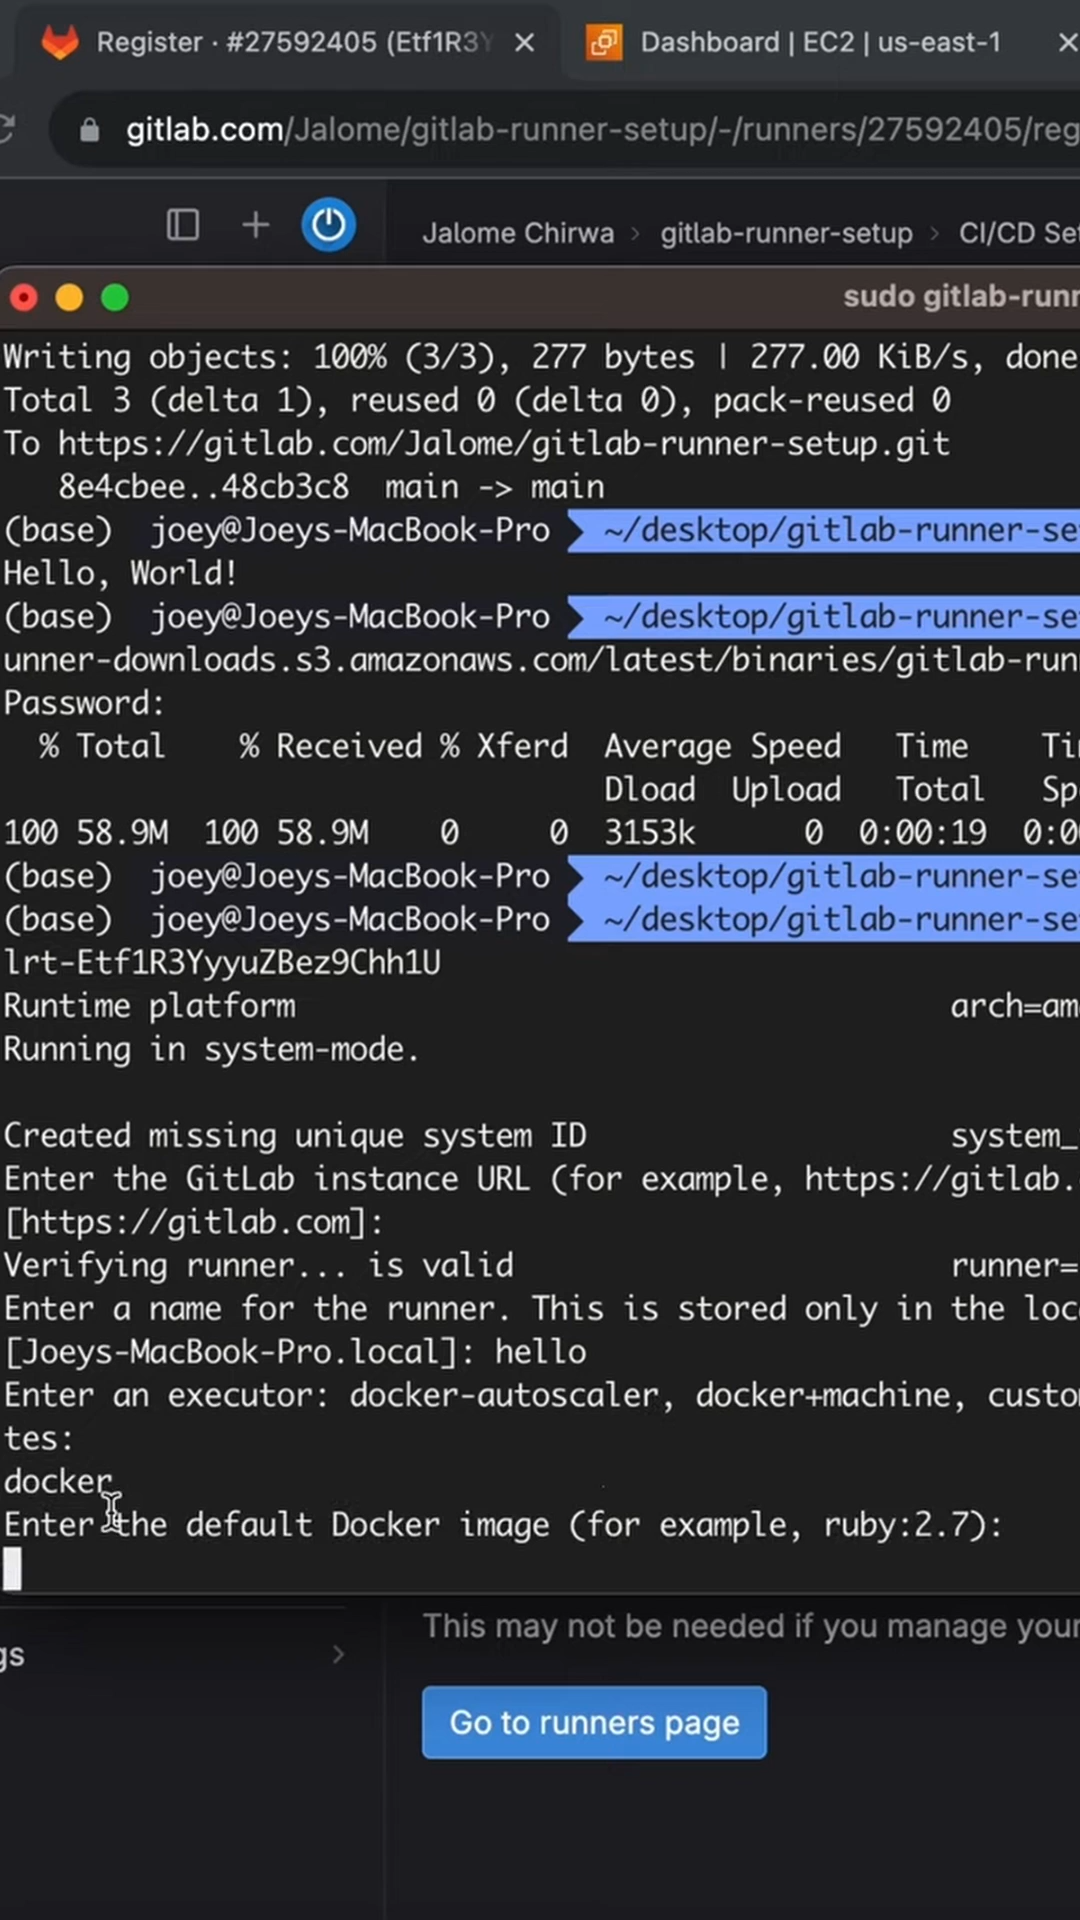 Register · #27592405 (Etf1R3Y
Dashboard | EC2 | us-east-1
gitlab.com/Jalome/gitlab-runner-setup/-/runners/27592405/reg
Jalome Chirwa > gitlab-runner-setup > CI/CD Set
sudo gitlab-runn
Writing objects: 100% (3/3), 277 bytes | 277.00 KiB/s, done
Total 3 (delta 1), reused 0 (delta 0), pack-reused 0
To https://gitlab.com/Jalome/gitlab-runner-setup.git
8e4cbee..48cb3c8 main -> main
(base) joey@Joeys-MacBook-Pro ~/desktop/gitlab-runner-se
Hello, World!
(base) joey@Joeys-MacBook-Pro ~/desktop/gitlab-runner-se
unner-downloads.s3.amazonaws.com/latest/binaries/gitlab-run
Password:
% Total % Received % Xferd Average Speed Time Ti
Dload Upload Total Sp
100 58.9M 100 58.9M 0 0 3153k 0 0:00:19 0:0
(base) joey@Joeys-MacBook-Pro ~/desktop/gitlab-runner-se
(base) joey@Joeys-MacBook-Pro ~/desktop/gitlab-runner-se
lrt-Etf1R3YyyuZBez9Chh1U
Runtime platform arch=am
Running in system-mode.
Created missing unique system ID system_
Enter the GitLab instance URL (for example, https://gitlab.
[https://gitlab.com]:
Verifying runner... is valid runner=
Enter a name for the runner. This is stored only in the loc
[Joeys-MacBook-Pro.local]: hello
Enter an executor: docker-autoscaler, docker+machine, custo
tes:
docker
Enter the default Docker image (for example, ruby:2.7):
This may not be needed if you manage your
gs
Go to runners page